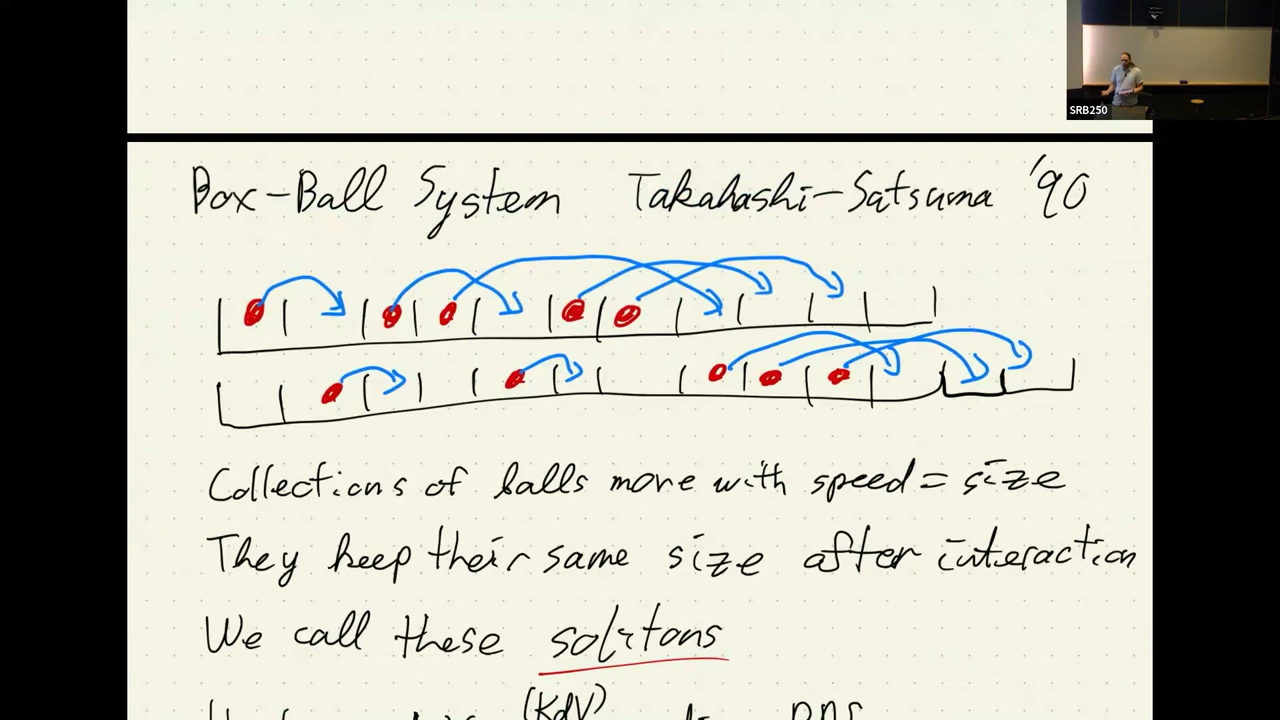 SRB250
Box-Ball System Takahashi-Satsuma '90
Collections of balls move with speed = size
They keep their same size after interaction
We call these solitons
(KdV)